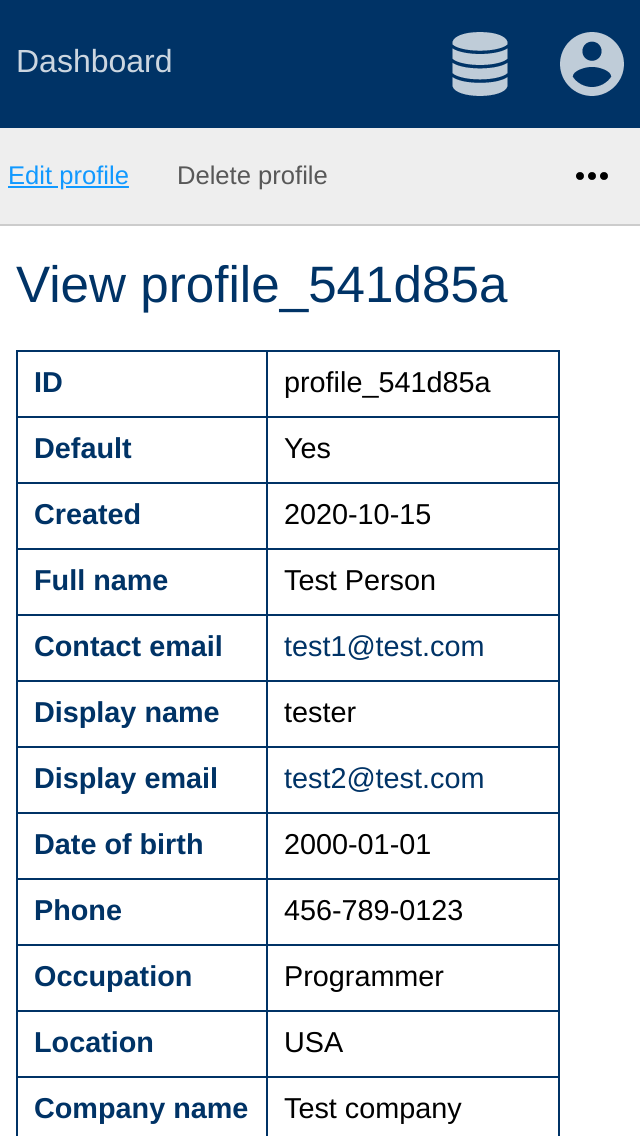 Dashboard
Edit profile Delete profile •••
View profile_541d85a
ID profile_541d85a
Default Yes
Created 2020-10-15
Full name Test Person
Contact email test1@test.com
Display name tester
Display email test2@test.com
Date of birth 2000-01-01
Phone 456-789-0123
Occupation Programmer
Location USA
Company name Test company